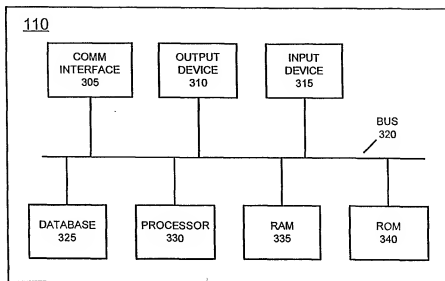 110
COMM
INTERFACE
305
OUTPUT
DEVICE
310
INPUT
DEVICE
315
BUS
320
DATABASE
325
PROCESSOR
330
RAM
335
ROM
340